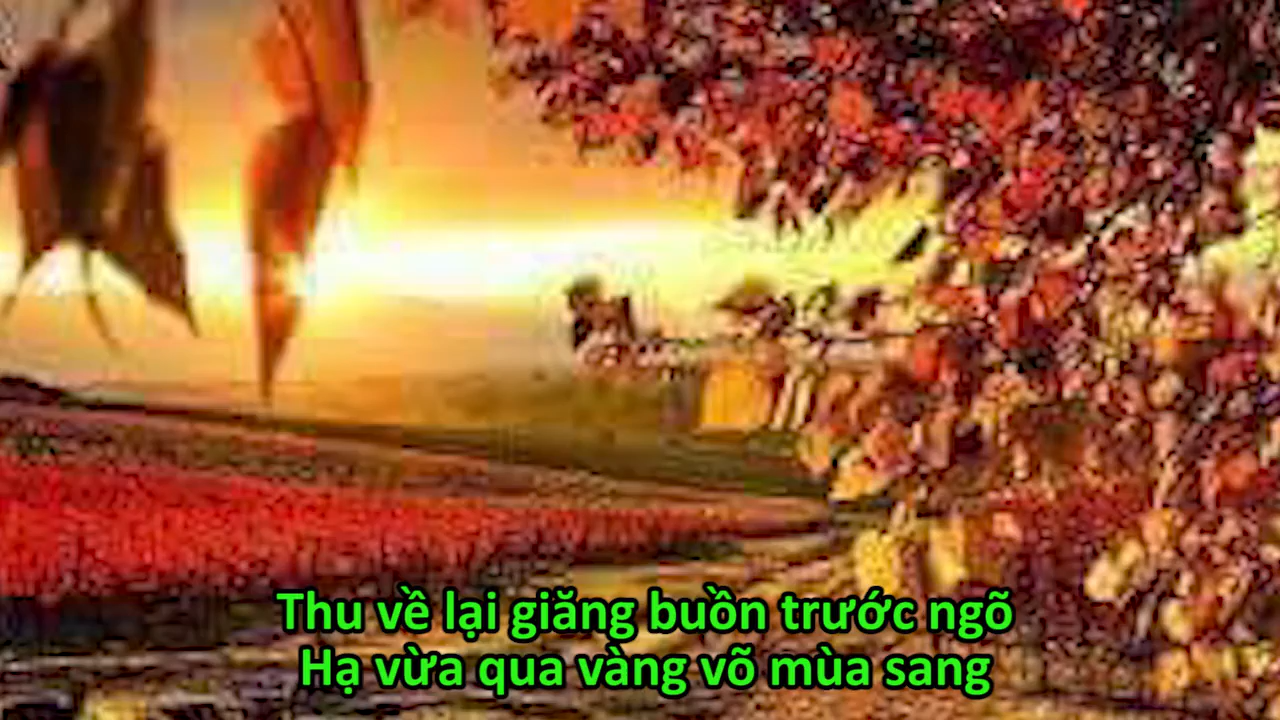 Thu về lại giăng buồn trước ngõ
Hạ vừa qua vàng võ mùa sang